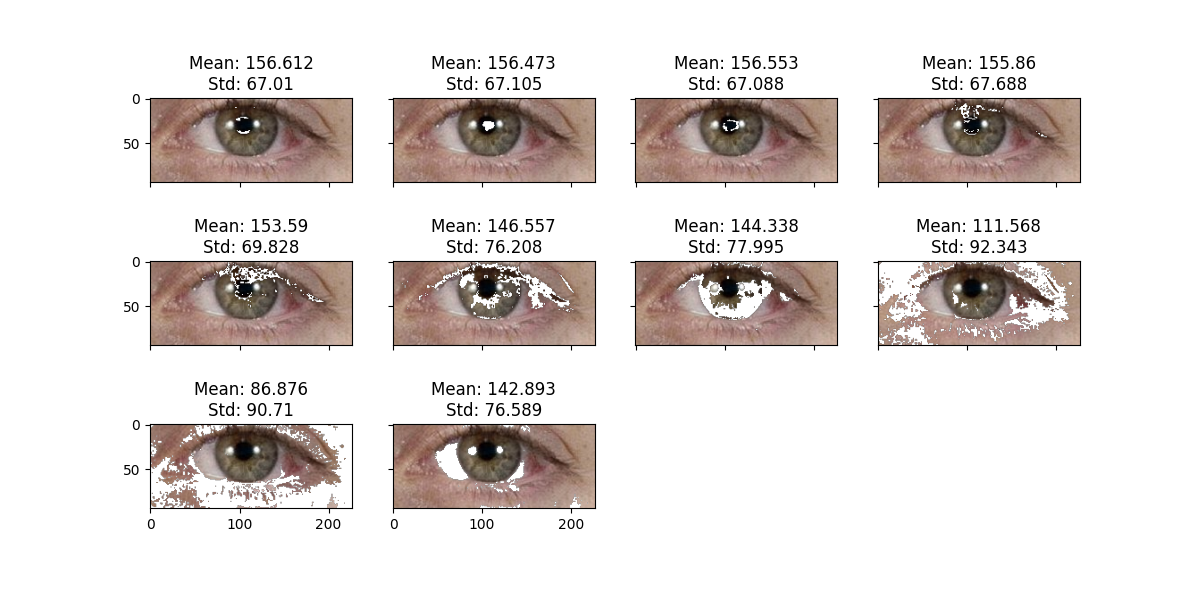 Mean: 156.612
Std: 67.01
Mean: 156.473
Std: 67.105
Mean: 156.553
Std: 67.088
Mean: 155.86
Std: 67.688
0
50
Mean: 153.59
Std: 69.828
Mean: 146.557
Std: 76.208
Mean: 144.338
Std: 77.995
Mean: 111.568
Std: 92.343
0
50
Mean: 86.876
Std: 90.71
Mean: 142.893
Std: 76.589
0
50
0 100 200
0 100 200